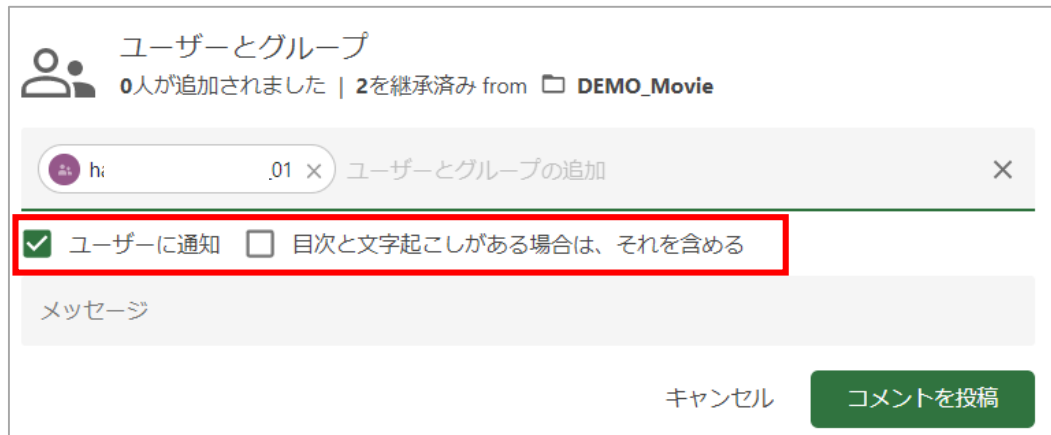 ユーザーとグループ
0人が追加されました | 2を継承済み from DEMO_Movie
ha _01 × ユーザーとグループの追加
ユーザーに通知 目次と文字起こしがある場合は、それを含める
メッセージ
キャンセル コメントを投稿